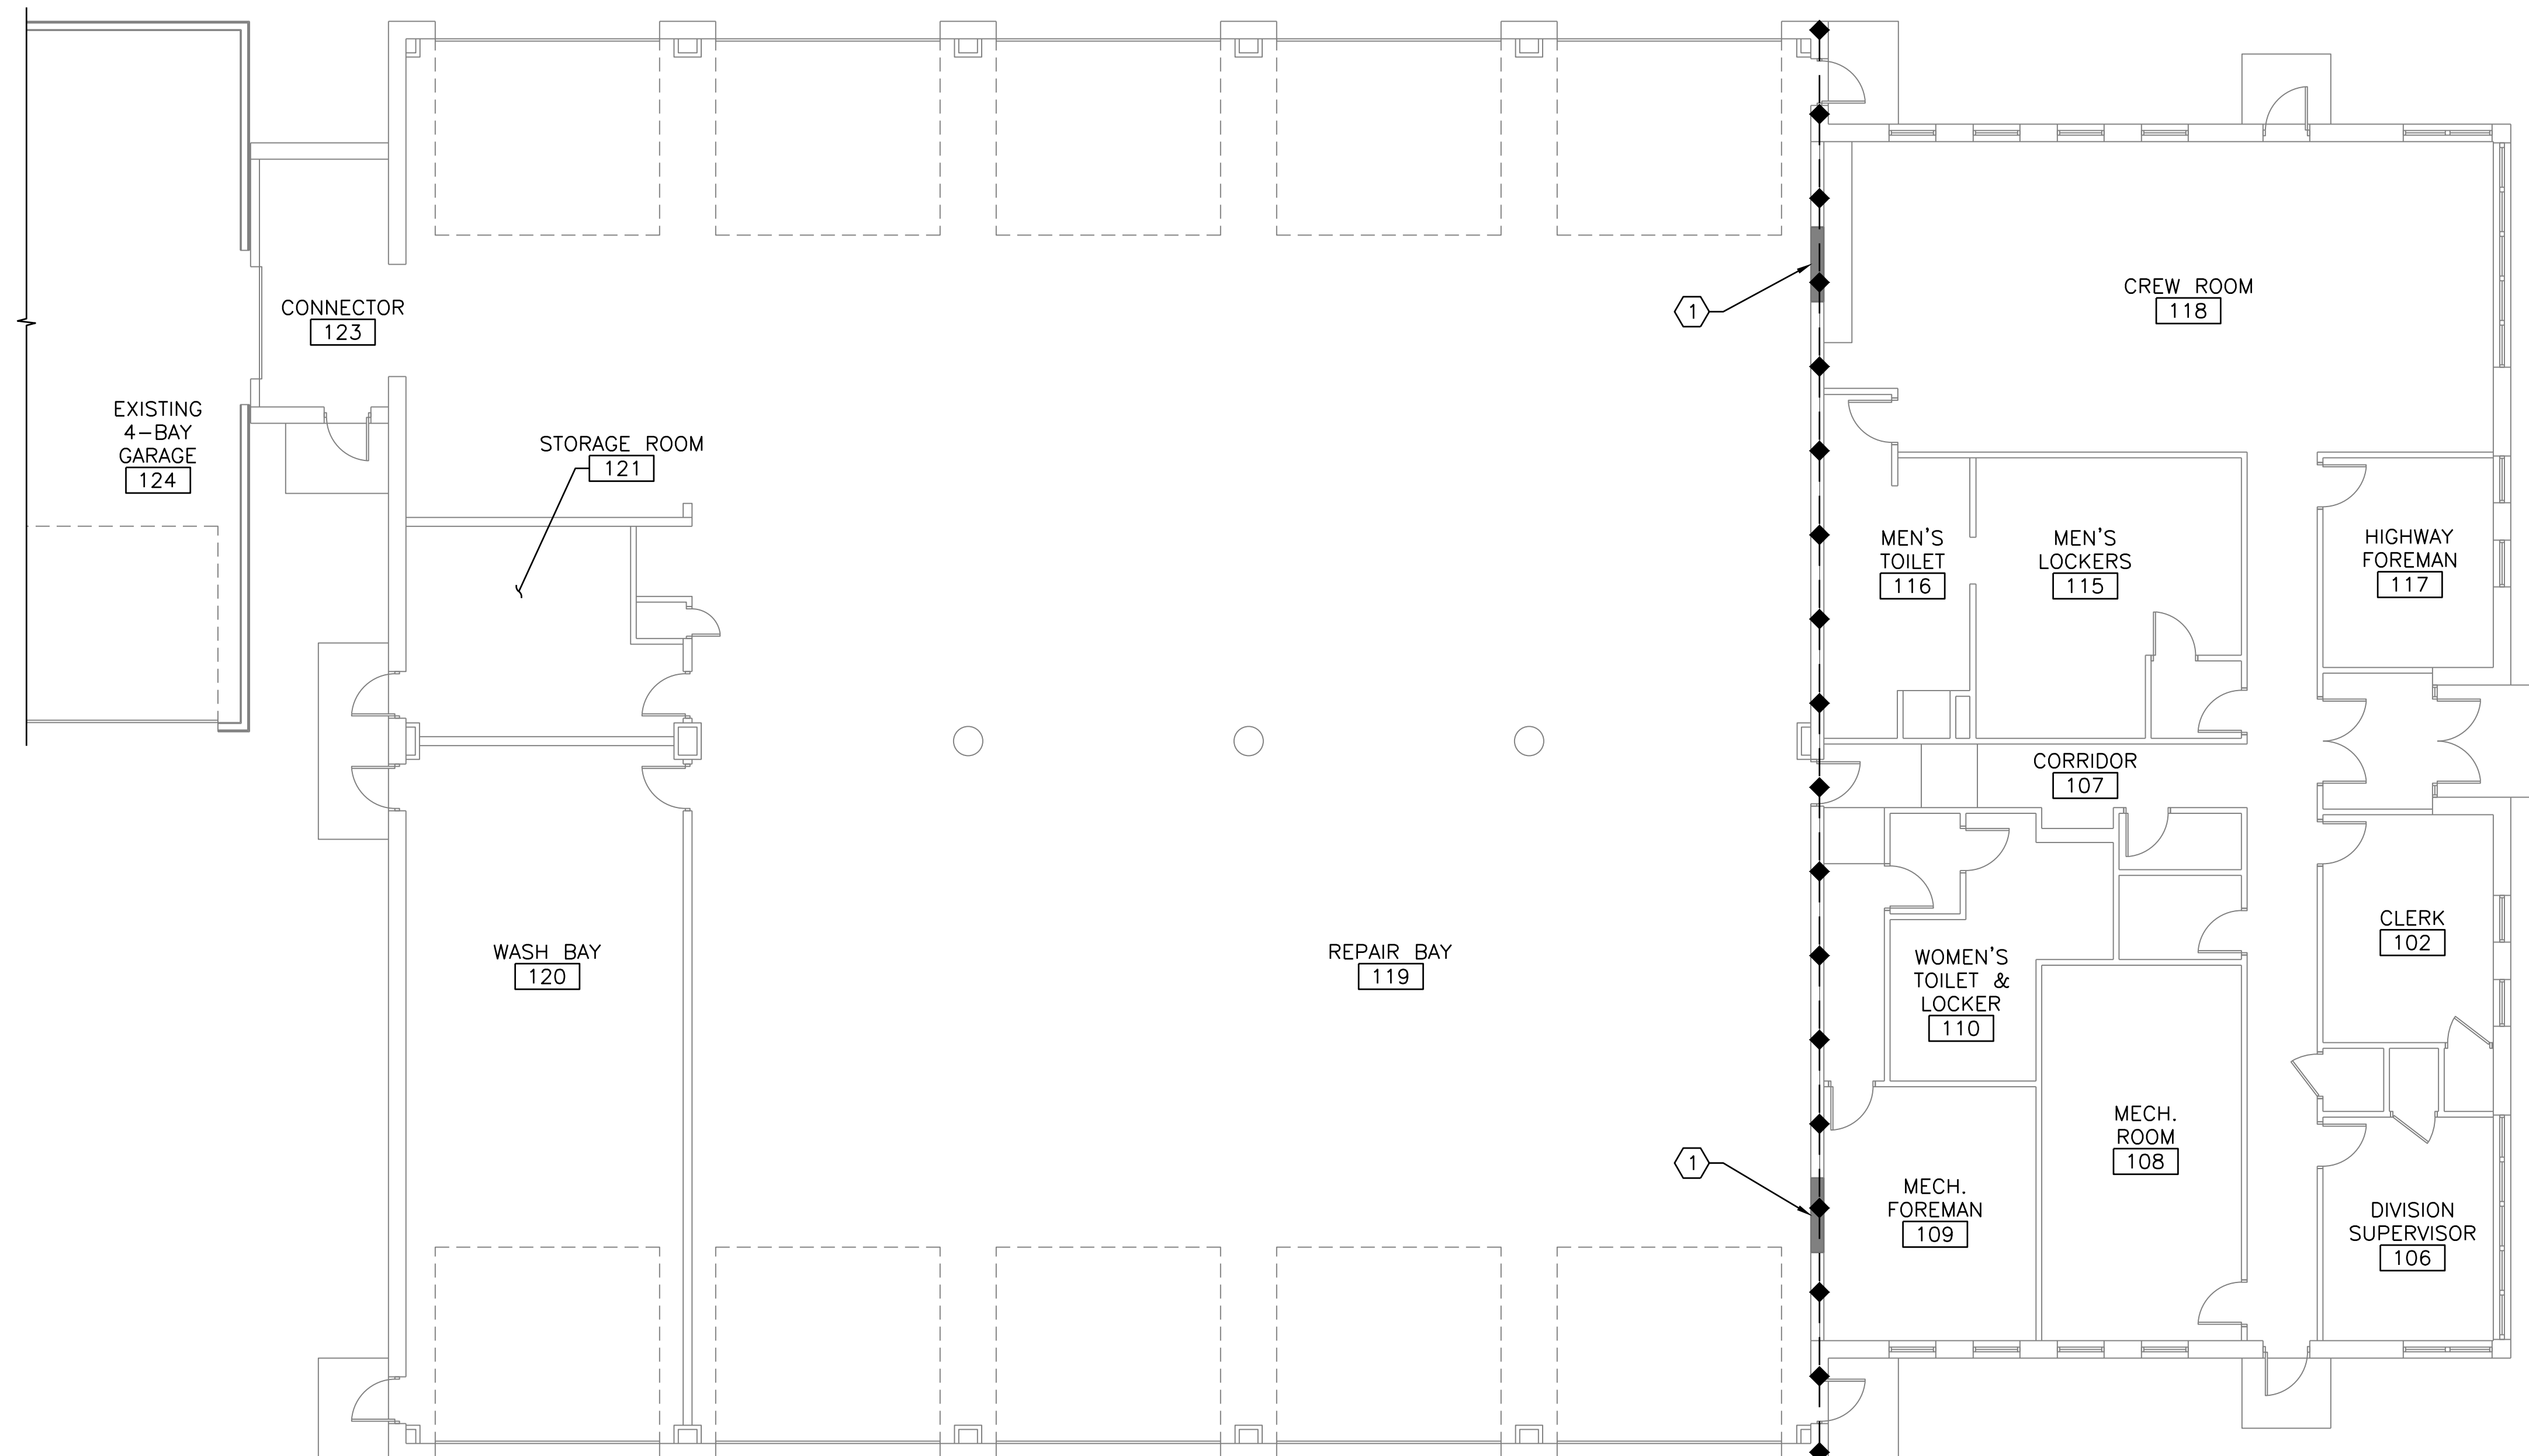 CONNECTOR
123
EXISTING
4-BAY
GARAGE
124
STORAGE ROOM
121
1
CREW ROOM
118
MEN'S
TOILET
116
MEN'S
LOCKERS
115
HIGHWAY
FOREMAN
117
CORRIDOR
107
WASH BAY
120
REPAIR BAY
119
WOMEN'S
TOILET &
LOCKER
110
CLERK
102
1
MECH.
FOREMAN
109
MECH.
ROOM
108
DIVISION
SUPERVISOR
106